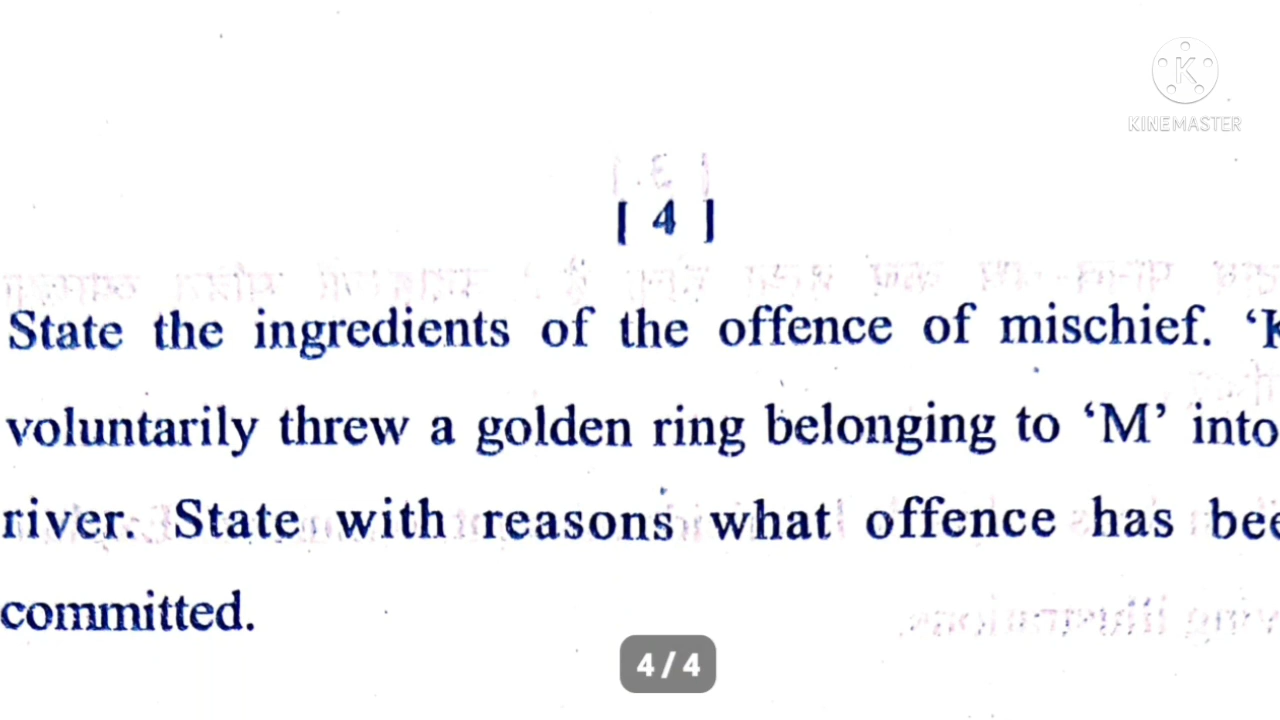 KINEMASTER
[ 4 ]
State the ingredients of the offence of mischief. ‘K
voluntarily threw a golden ring belonging to ‘M’ into
river. State with reasons what offence has bee
committed.
4 / 4